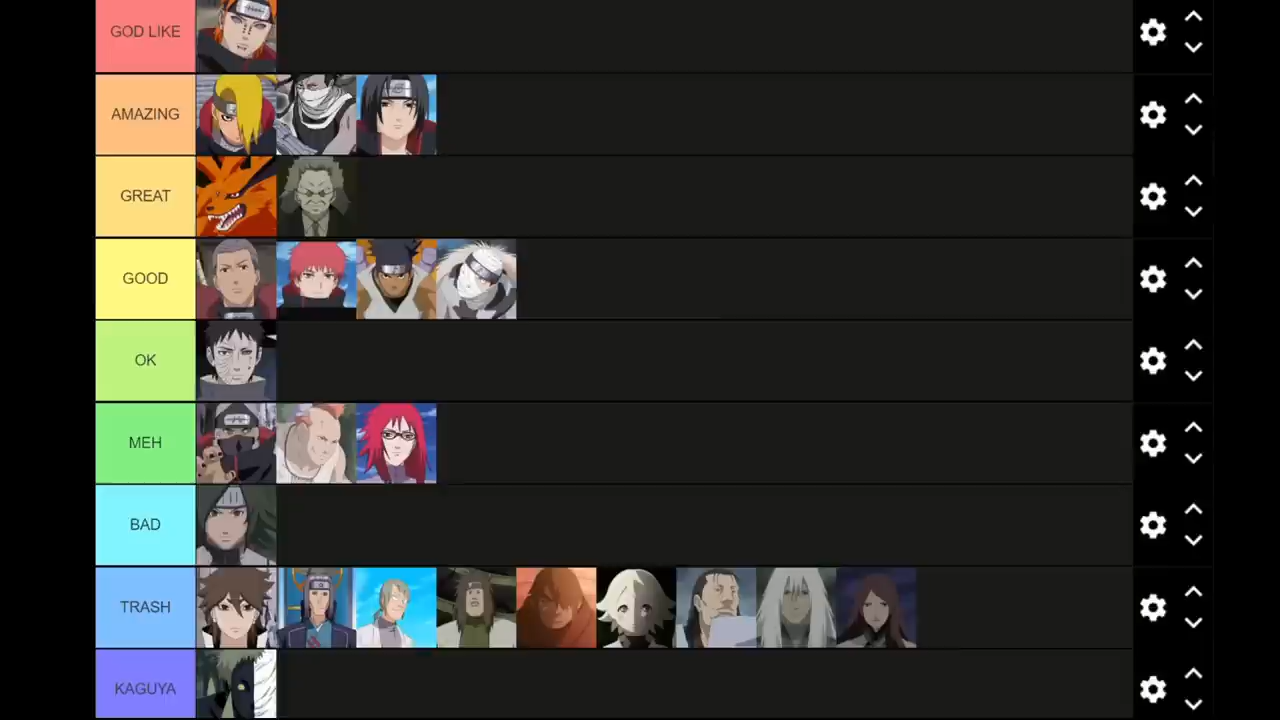 GOD LIKE
AMAZING
GREAT
GOOD
OK
MEH
BAD
TRASH
KAGUYA